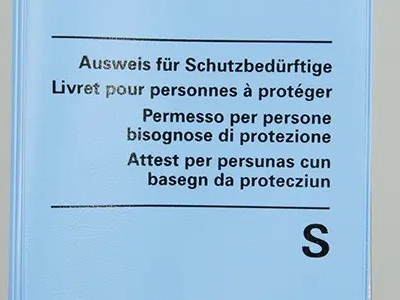 Ausweis für Schutzbedürftige
Livret pour personnes à protéger
Permesso per persone
bisognose di protezione
Attest per persunas cun
basegn da protecziun
S